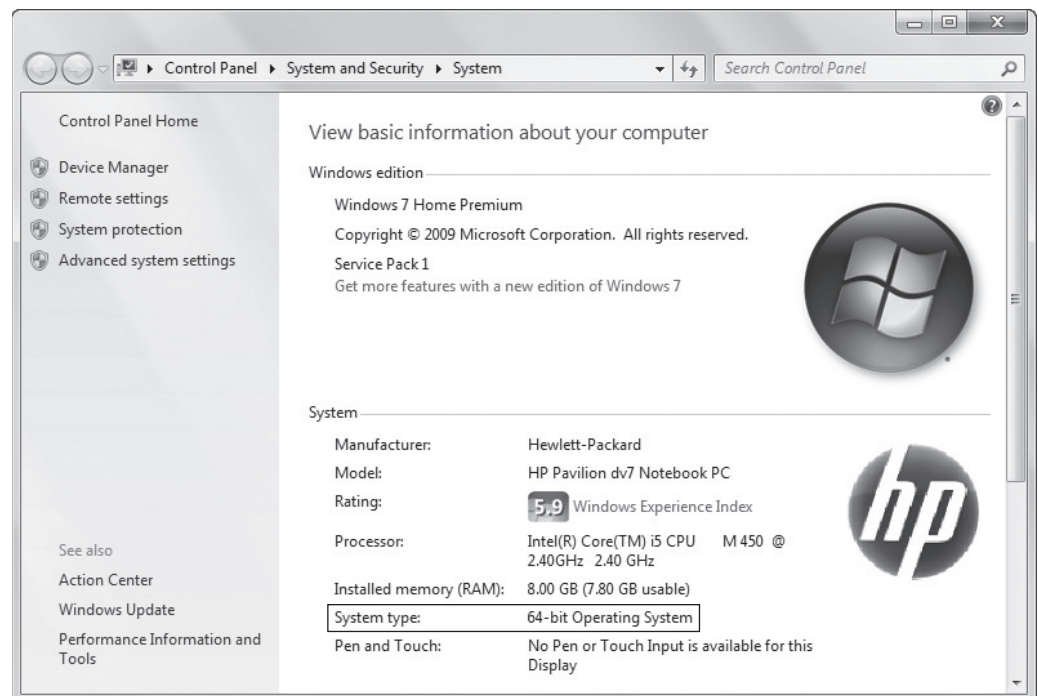 Control Panel ▸ System and Security ▸ System
Search Control Panel
Control Panel Home
Device Manager
Remote settings
System protection
Advanced system settings
See also
Action Center
Windows Update
Performance Information and
Tools
View basic information about your computer
Windows edition
Windows 7 Home Premium
Copyright © 2009 Microsoft Corporation. All rights reserved.
Service Pack 1
Get more features with a new edition of Windows 7
System
Manufacturer: Hewlett-Packard
Model: HP Pavilion dv7 Notebook PC
Rating: 5.9 Windows Experience Index
Processor: Intel(R) Core(TM) i5 CPU M 450 @
2.40GHz 2.40 GHz
Installed memory (RAM): 8.00 GB (7.80 GB usable)
System type: 64-bit Operating System
Pen and Touch: No Pen or Touch Input is available for this
Display
hp